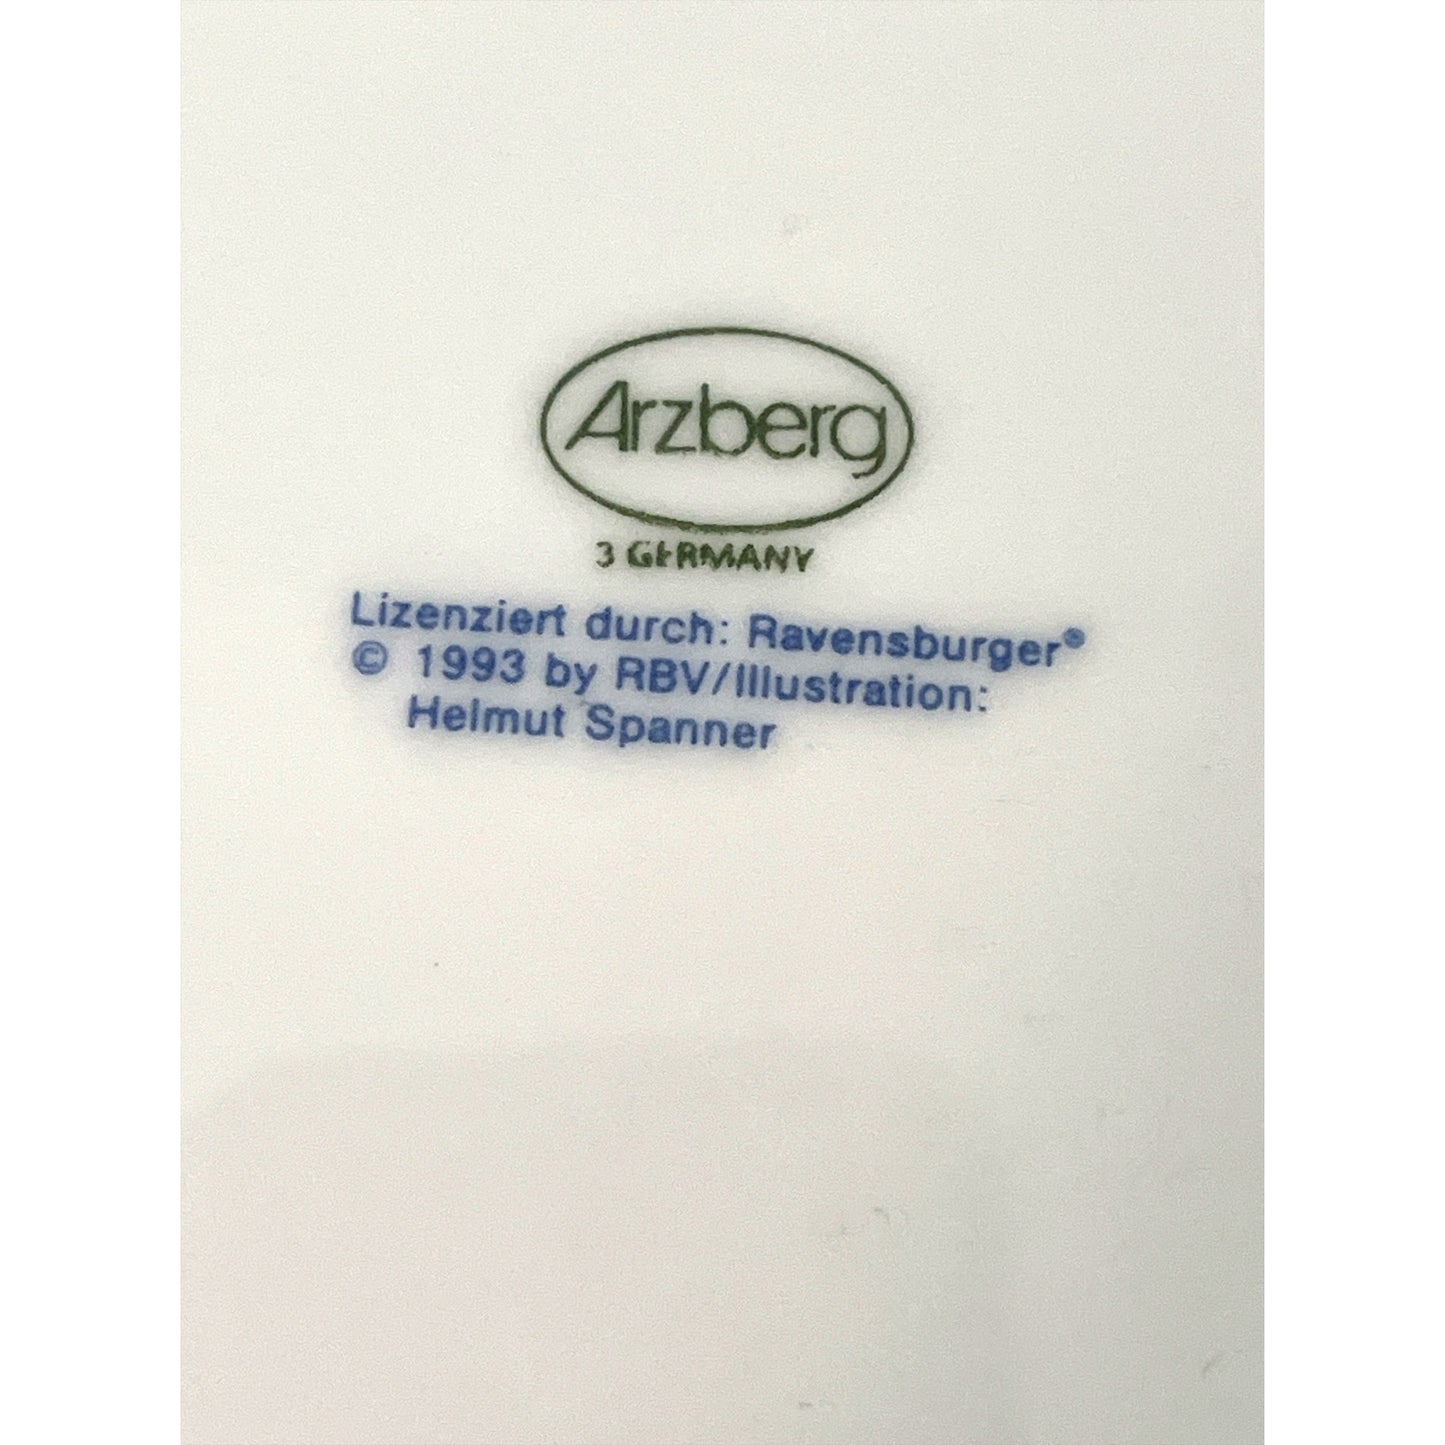 Arzberg
3 GERMANY
Lizenziert durch: Ravensburger®
© 1993 by RBV/Illustration:
Helmut Spanner